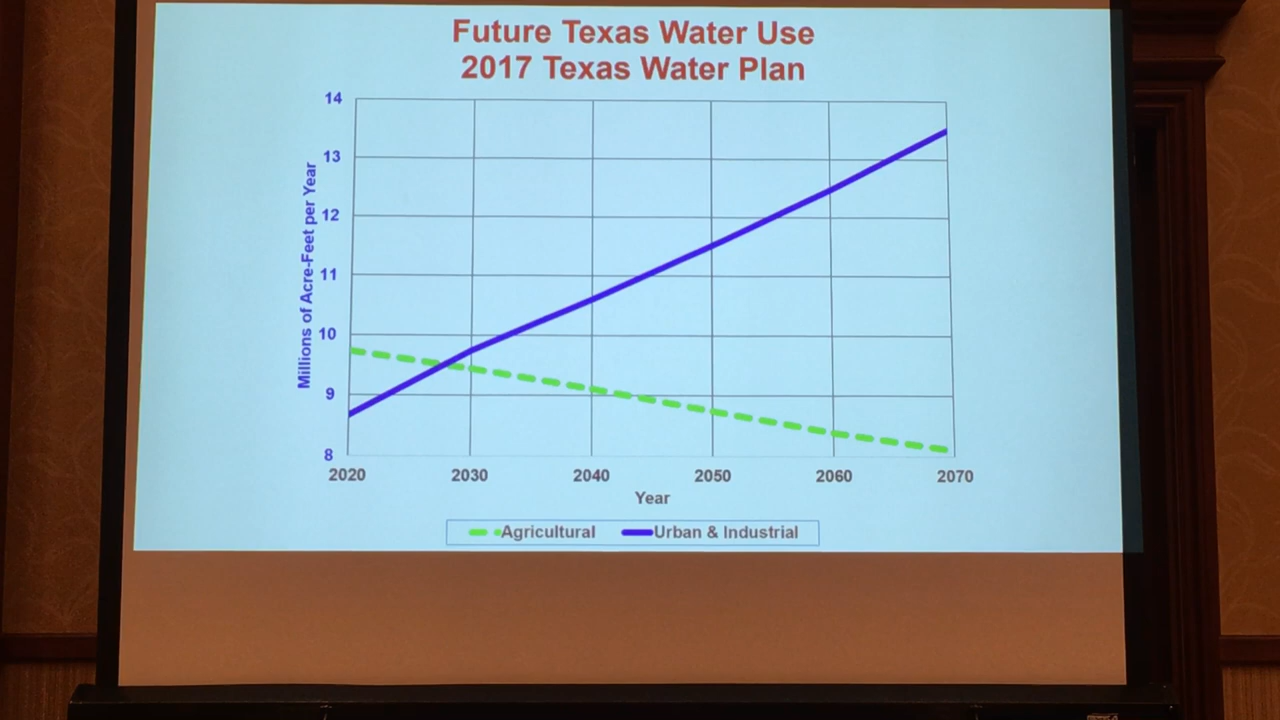 Future Texas Water Use
2017 Texas Water Plan
Millions of Acre-Feet per Year
14
13
12
11
10
9
8
2020 2030 2040 2050 2060 2070
Year
Agricultural Urban & Industrial